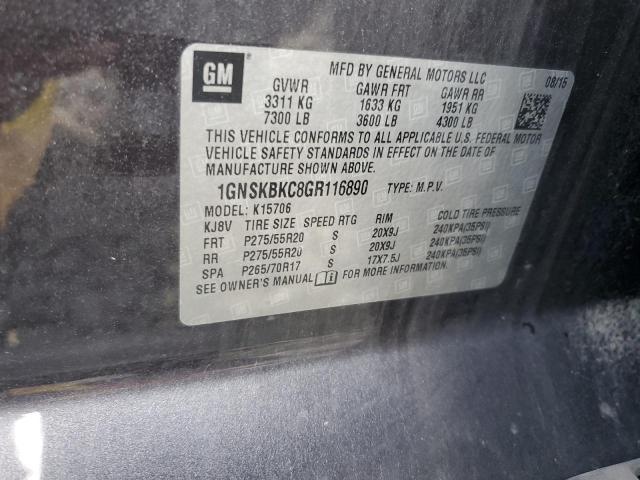 GM
MFD BY GENERAL MOTORS LLC
08/15
GVWR GAWR FRT GAWR RR
3311 KG 1633 KG 1951 KG
7300 LB 3600 LB 4300 LB
THIS VEHICLE CONFORMS TO ALL APPLICABLE U.S. FEDERAL MOTOR
VEHICLE SAFETY STANDARDS IN EFFECT ON THE DATE OF
MANUFACTURE SHOWN ABOVE.
1GNSKBKC8GR116890 TYPE: M.P.V.
MODEL: K15706
KJ8V TIRE SIZE SPEED RTG RIM COLD TIRE PRESSURE
FRT P275/55R20 S 20X9J 240KPA(35PSI)
RR P275/55R20 S 20X9J 240KPA(35PSI)
SPA P265/70R17 S 17X7.5J 240KPA(35PSI)
SEE OWNER'S MANUAL FOR MORE INFORMATION.